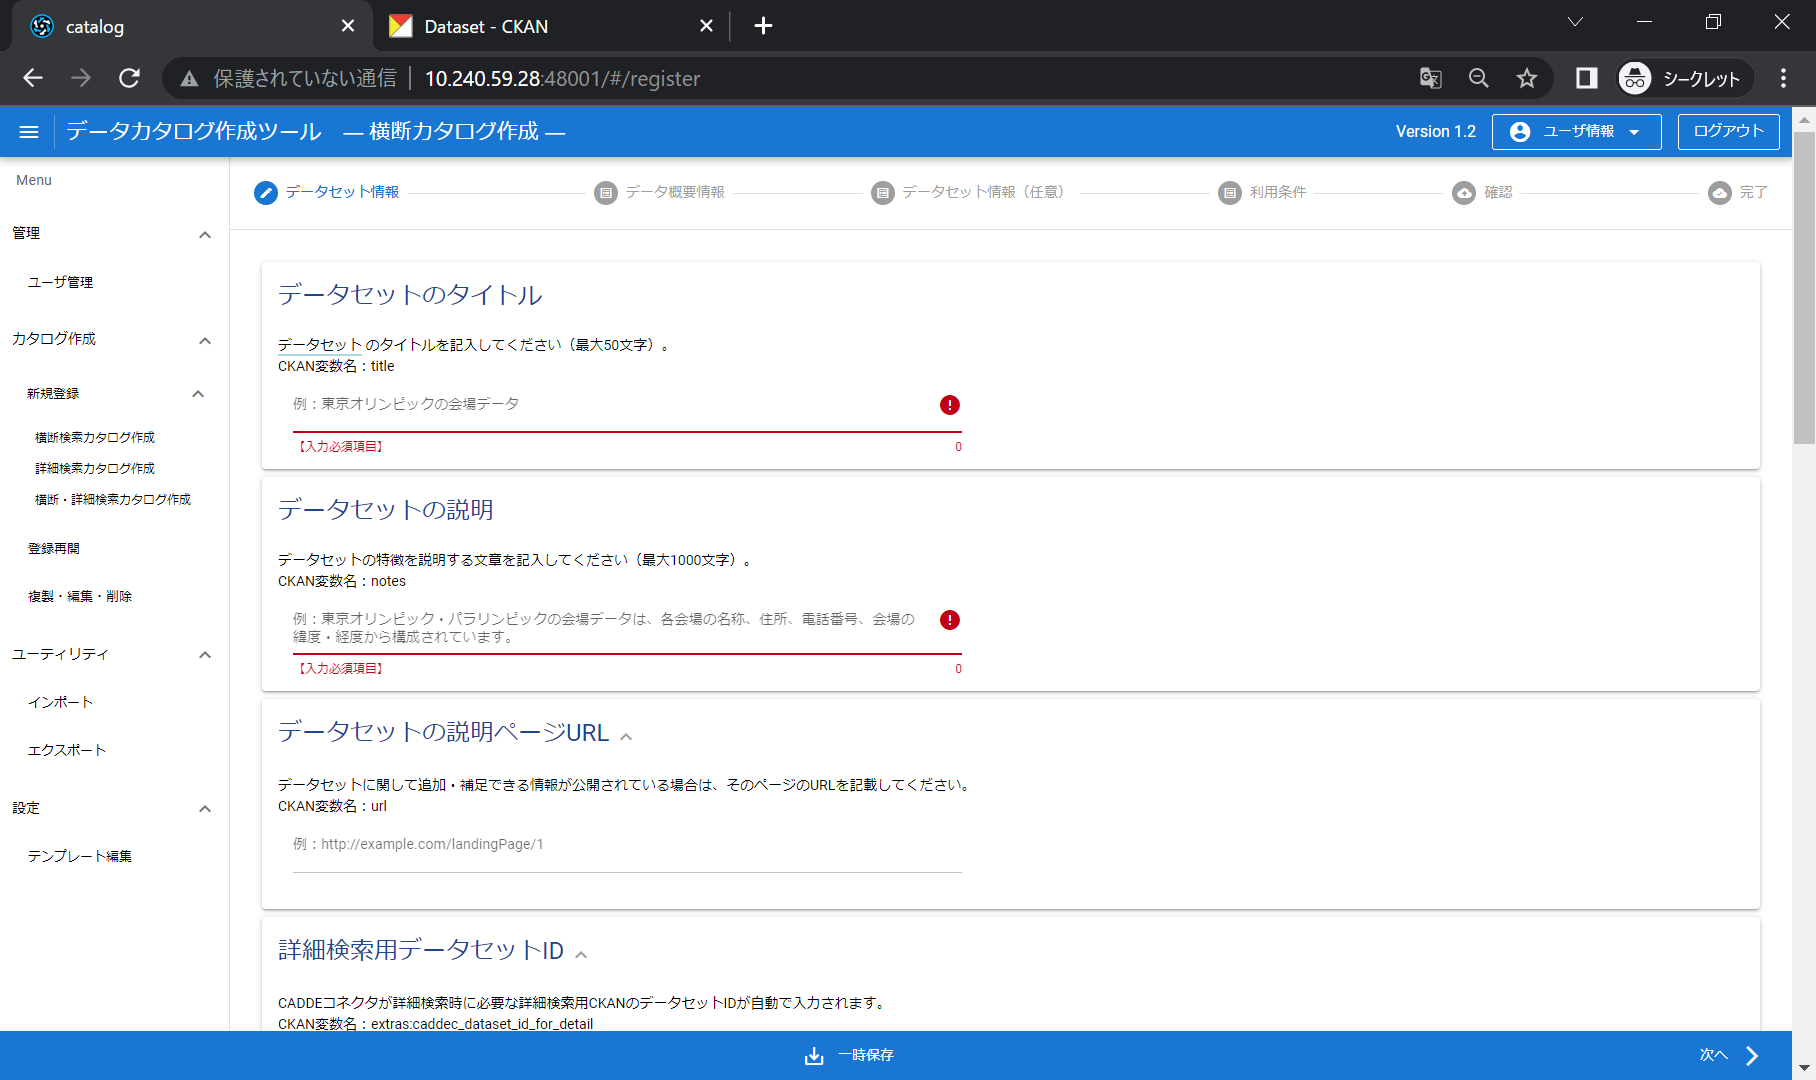 catalog
Dataset - CKAN
保護されていない通信
10.240.59.28:48001/#/register
シークレット
データカタログ作成ツール — 横断カタログ作成 —
Version 1.2
ユーザ情報
ログアウト
Menu
管理
ユーザ管理
カタログ作成
新規登録
横断検索カタログ作成
詳細検索カタログ作成
横断・詳細検索カタログ作成
登録再開
複製・編集・削除
ユーティリティ
インポート
エクスポート
設定
テンプレート編集
データセット情報
データ概要情報
データセット情報（任意）
利用条件
確認
完了
データセットのタイトル
データセット のタイトルを記入してください（最大50文字）。
CKAN変数名：title
例：東京オリンピックの会場データ
【入力必須項目】 0
データセットの説明
データセットの特徴を説明する文章を記入してください（最大1000文字）。
CKAN変数名：notes
例：東京オリンピック・パラリンピックの会場データは、各会場の名称、住所、電話番号、会場の
緯度・経度から構成されています。
【入力必須項目】 0
データセットの説明ページURL
データセットに関して追加・補足できる情報が公開されている場合は、そのページのURLを記載してください。
CKAN変数名：url
例：http://example.com/landingPage/1
詳細検索用データセットID
CADDEコネクタが詳細検索時に必要な詳細検索用CKANのデータセットIDが自動で入力されます。
CKAN変数名：extras:caddec_dataset_id_for_detail
一時保存
次へ